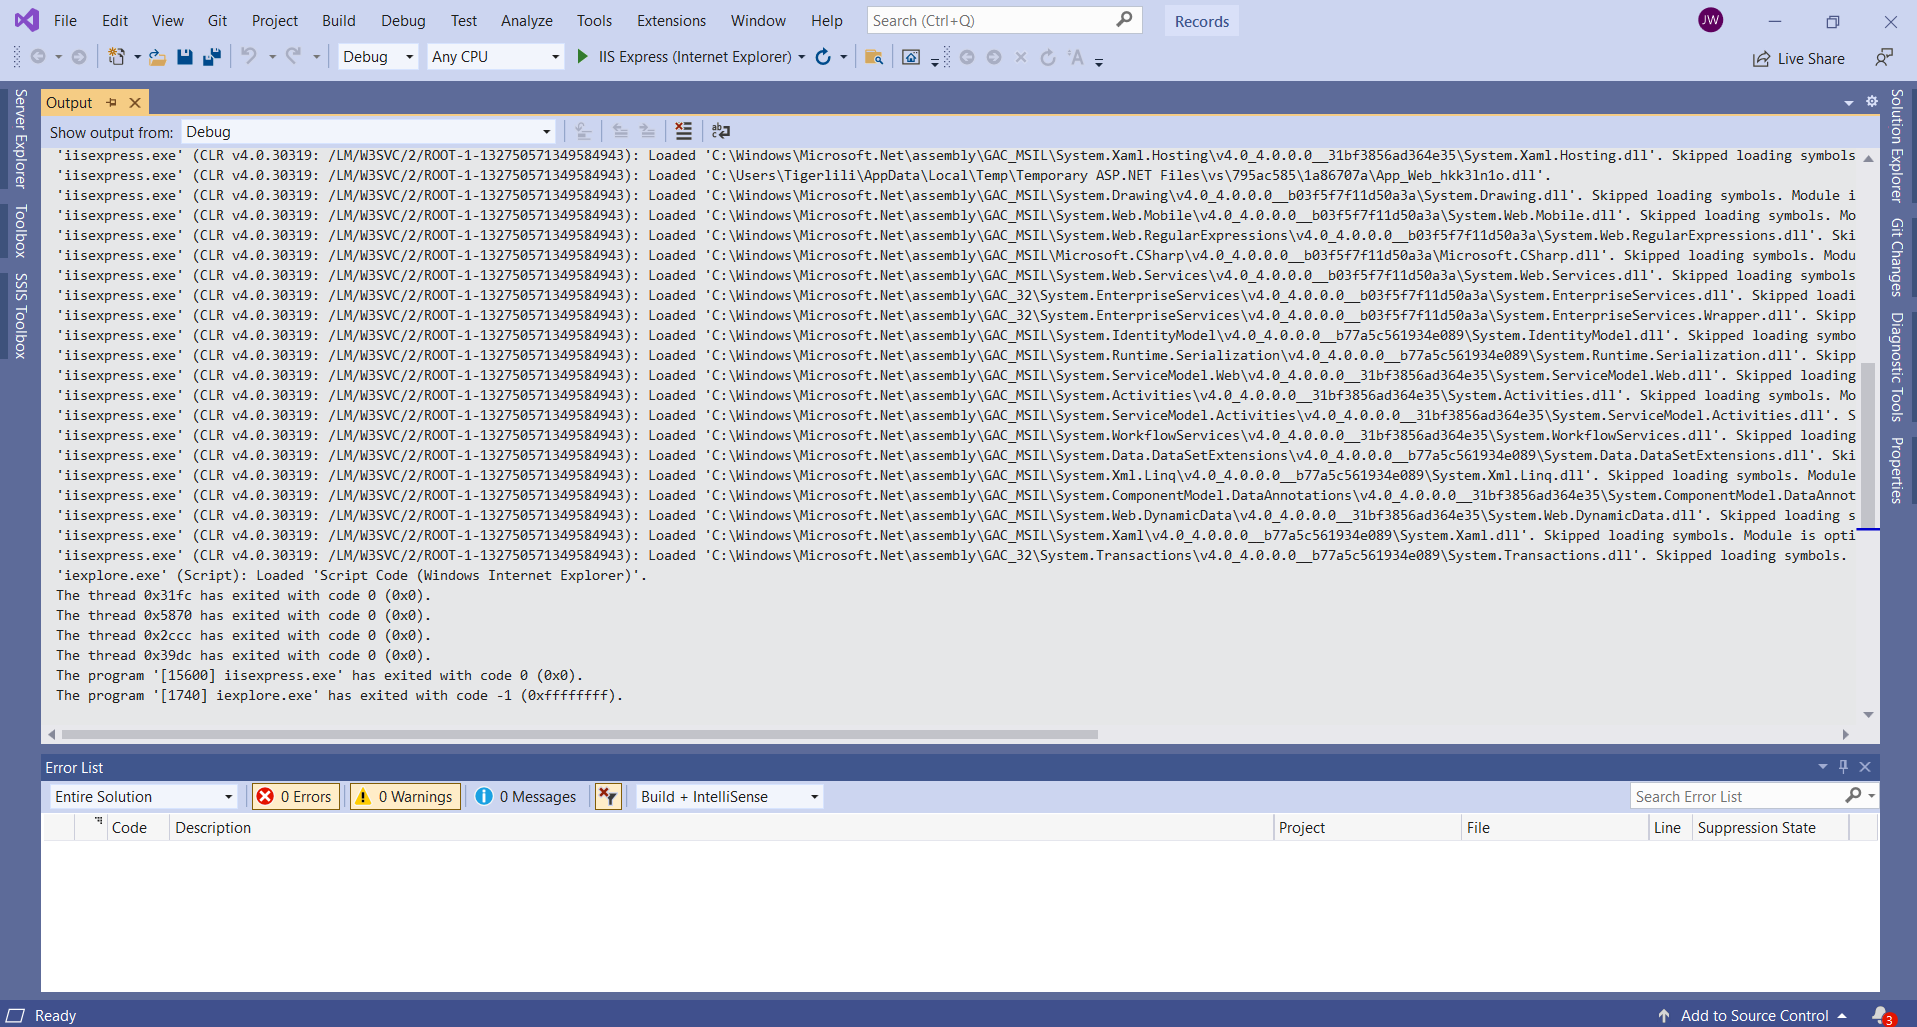 File Edit View Git Project Build Debug Test Analyze Tools Extensions Window Help Search (Ctrl+Q) Records JW
Debug Any CPU IIS Express (Internet Explorer) Live Share
Server Explorer
Toolbox
SSIS Toolbox
Output
Show output from: Debug
'iisexpress.exe' (CLR v4.0.30319: /LM/W3SVC/2/ROOT-1-132750571349584943): Loaded 'C:\Windows\Microsoft.Net\assembly\GAC_MSIL\System.Xaml.Hosting\v4.0_4.0.0.0__31bf3856ad364e35\System.Xaml.Hosting.dll'. Skipped loading symbols
'iisexpress.exe' (CLR v4.0.30319: /LM/W3SVC/2/ROOT-1-132750571349584943): Loaded 'C:\Users\Tigerlili\AppData\Local\Temp\Temporary ASP.NET Files\vs\795ac585\1a86707a\App_Web_hkk3ln1o.dll'.
'iisexpress.exe' (CLR v4.0.30319: /LM/W3SVC/2/ROOT-1-132750571349584943): Loaded 'C:\Windows\Microsoft.Net\assembly\GAC_MSIL\System.Drawing\v4.0_4.0.0.0__b03f5f7f11d50a3a\System.Drawing.dll'. Skipped loading symbols. Module i
'iisexpress.exe' (CLR v4.0.30319: /LM/W3SVC/2/ROOT-1-132750571349584943): Loaded 'C:\Windows\Microsoft.Net\assembly\GAC_MSIL\System.Web.Mobile\v4.0_4.0.0.0__b03f5f7f11d50a3a\System.Web.Mobile.dll'. Skipped loading symbols. Mo
'iisexpress.exe' (CLR v4.0.30319: /LM/W3SVC/2/ROOT-1-132750571349584943): Loaded 'C:\Windows\Microsoft.Net\assembly\GAC_MSIL\System.Web.RegularExpressions\v4.0_4.0.0.0__b03f5f7f11d50a3a\System.Web.RegularExpressions.dll'. Ski
'iisexpress.exe' (CLR v4.0.30319: /LM/W3SVC/2/ROOT-1-132750571349584943): Loaded 'C:\Windows\Microsoft.Net\assembly\GAC_MSIL\Microsoft.CSharp\v4.0_4.0.0.0__b03f5f7f11d50a3a\Microsoft.CSharp.dll'. Skipped loading symbols. Modu
'iisexpress.exe' (CLR v4.0.30319: /LM/W3SVC/2/ROOT-1-132750571349584943): Loaded 'C:\Windows\Microsoft.Net\assembly\GAC_MSIL\System.Web.Services\v4.0_4.0.0.0__b03f5f7f11d50a3a\System.Web.Services.dll'. Skipped loading symbols
'iisexpress.exe' (CLR v4.0.30319: /LM/W3SVC/2/ROOT-1-132750571349584943): Loaded 'C:\Windows\Microsoft.Net\assembly\GAC_32\System.EnterpriseServices\v4.0_4.0.0.0__b03f5f7f11d50a3a\System.EnterpriseServices.dll'. Skipped loadi
'iisexpress.exe' (CLR v4.0.30319: /LM/W3SVC/2/ROOT-1-132750571349584943): Loaded 'C:\Windows\Microsoft.Net\assembly\GAC_32\System.EnterpriseServices\v4.0_4.0.0.0__b03f5f7f11d50a3a\System.EnterpriseServices.Wrapper.dll'. Skipp
'iisexpress.exe' (CLR v4.0.30319: /LM/W3SVC/2/ROOT-1-132750571349584943): Loaded 'C:\Windows\Microsoft.Net\assembly\GAC_MSIL\System.IdentityModel\v4.0_4.0.0.0__b77a5c561934e089\System.IdentityModel.dll'. Skipped loading symbo
'iisexpress.exe' (CLR v4.0.30319: /LM/W3SVC/2/ROOT-1-132750571349584943): Loaded 'C:\Windows\Microsoft.Net\assembly\GAC_MSIL\System.Runtime.Serialization\v4.0_4.0.0.0__b77a5c561934e089\System.Runtime.Serialization.dll'. Skipp
'iisexpress.exe' (CLR v4.0.30319: /LM/W3SVC/2/ROOT-1-132750571349584943): Loaded 'C:\Windows\Microsoft.Net\assembly\GAC_MSIL\System.ServiceModel.Web\v4.0_4.0.0.0__31bf3856ad364e35\System.ServiceModel.Web.dll'. Skipped loading
'iisexpress.exe' (CLR v4.0.30319: /LM/W3SVC/2/ROOT-1-132750571349584943): Loaded 'C:\Windows\Microsoft.Net\assembly\GAC_MSIL\System.Activities\v4.0_4.0.0.0__31bf3856ad364e35\System.Activities.dll'. Skipped loading symbols. Mo
'iisexpress.exe' (CLR v4.0.30319: /LM/W3SVC/2/ROOT-1-132750571349584943): Loaded 'C:\Windows\Microsoft.Net\assembly\GAC_MSIL\System.ServiceModel.Activities\v4.0_4.0.0.0__31bf3856ad364e35\System.ServiceModel.Activities.dll'. S
'iisexpress.exe' (CLR v4.0.30319: /LM/W3SVC/2/ROOT-1-132750571349584943): Loaded 'C:\Windows\Microsoft.Net\assembly\GAC_MSIL\System.WorkflowServices\v4.0_4.0.0.0__31bf3856ad364e35\System.WorkflowServices.dll'. Skipped loading
'iisexpress.exe' (CLR v4.0.30319: /LM/W3SVC/2/ROOT-1-132750571349584943): Loaded 'C:\Windows\Microsoft.Net\assembly\GAC_MSIL\System.Data.DataSetExtensions\v4.0_4.0.0.0__b77a5c561934e089\System.Data.DataSetExtensions.dll'. Ski
'iisexpress.exe' (CLR v4.0.30319: /LM/W3SVC/2/ROOT-1-132750571349584943): Loaded 'C:\Windows\Microsoft.Net\assembly\GAC_MSIL\System.Xml.Linq\v4.0_4.0.0.0__b77a5c561934e089\System.Xml.Linq.dll'. Skipped loading symbols. Module
'iisexpress.exe' (CLR v4.0.30319: /LM/W3SVC/2/ROOT-1-132750571349584943): Loaded 'C:\Windows\Microsoft.Net\assembly\GAC_MSIL\System.ComponentModel.DataAnnotations\v4.0_4.0.0.0__31bf3856ad364e35\System.ComponentModel.DataAnnot
'iisexpress.exe' (CLR v4.0.30319: /LM/W3SVC/2/ROOT-1-132750571349584943): Loaded 'C:\Windows\Microsoft.Net\assembly\GAC_MSIL\System.Web.DynamicData\v4.0_4.0.0.0__31bf3856ad364e35\System.Web.DynamicData.dll'. Skipped loading s
'iisexpress.exe' (CLR v4.0.30319: /LM/W3SVC/2/ROOT-1-132750571349584943): Loaded 'C:\Windows\Microsoft.Net\assembly\GAC_MSIL\System.Xaml\v4.0_4.0.0.0__b77a5c561934e089\System.Xaml.dll'. Skipped loading symbols. Module is opti
'iisexpress.exe' (CLR v4.0.30319: /LM/W3SVC/2/ROOT-1-132750571349584943): Loaded 'C:\Windows\Microsoft.Net\assembly\GAC_32\System.Transactions\v4.0_4.0.0.0__b77a5c561934e089\System.Transactions.dll'. Skipped loading symbols.
'iexplore.exe' (Script): Loaded 'Script Code (Windows Internet Explorer)'.
The thread 0x31fc has exited with code 0 (0x0).
The thread 0x5870 has exited with code 0 (0x0).
The thread 0x2ccc has exited with code 0 (0x0).
The thread 0x39dc has exited with code 0 (0x0).
The program '[15600] iisexpress.exe' has exited with code 0 (0x0).
The program '[1740] iexplore.exe' has exited with code -1 (0xffffffff).
Solution Explorer
Git Changes
Diagnostic Tools
Properties
Error List
Entire Solution 0 Errors 0 Warnings 0 Messages Build + IntelliSense Search Error List
Code Description Project File Line Suppression State
Ready Add to Source Control 3